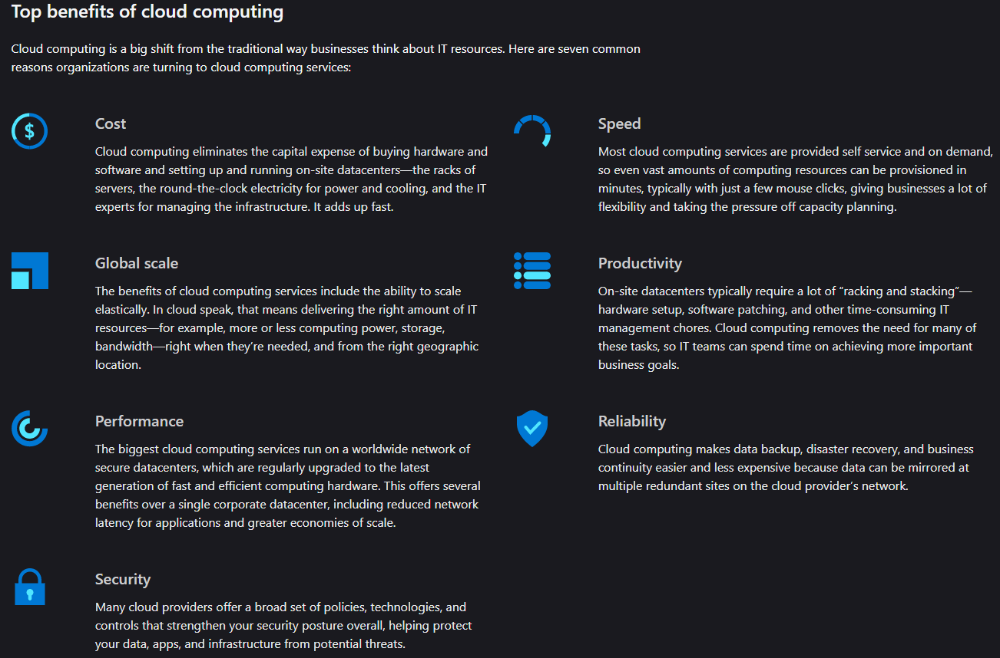 Top benefits of cloud computing
Cloud computing is a big shift from the traditional way businesses think about IT resources. Here are seven common
reasons organizations are turning to cloud computing services:
$
Cost
Cloud computing eliminates the capital expense of buying hardware and
software and setting up and running on-site datacenters—the racks of
servers, the round-the-clock electricity for power and cooling, and the IT
experts for managing the infrastructure. It adds up fast.
Speed
Most cloud computing services are provided self service and on demand,
so even vast amounts of computing resources can be provisioned in
minutes, typically with just a few mouse clicks, giving businesses a lot of
flexibility and taking the pressure off capacity planning.
Global scale
The benefits of cloud computing services include the ability to scale
elastically. In cloud speak, that means delivering the right amount of IT
resources—for example, more or less computing power, storage,
bandwidth—right when they’re needed, and from the right geographic
location.
Productivity
On-site datacenters typically require a lot of “racking and stacking”—
hardware setup, software patching, and other time-consuming IT
management chores. Cloud computing removes the need for many of
these tasks, so IT teams can spend time on achieving more important
business goals.
Performance
The biggest cloud computing services run on a worldwide network of
secure datacenters, which are regularly upgraded to the latest
generation of fast and efficient computing hardware. This offers several
benefits over a single corporate datacenter, including reduced network
latency for applications and greater economies of scale.
Reliability
Cloud computing makes data backup, disaster recovery, and business
continuity easier and less expensive because data can be mirrored at
multiple redundant sites on the cloud provider’s network.
Security
Many cloud providers offer a broad set of policies, technologies, and
controls that strengthen your security posture overall, helping protect
your data, apps, and infrastructure from potential threats.